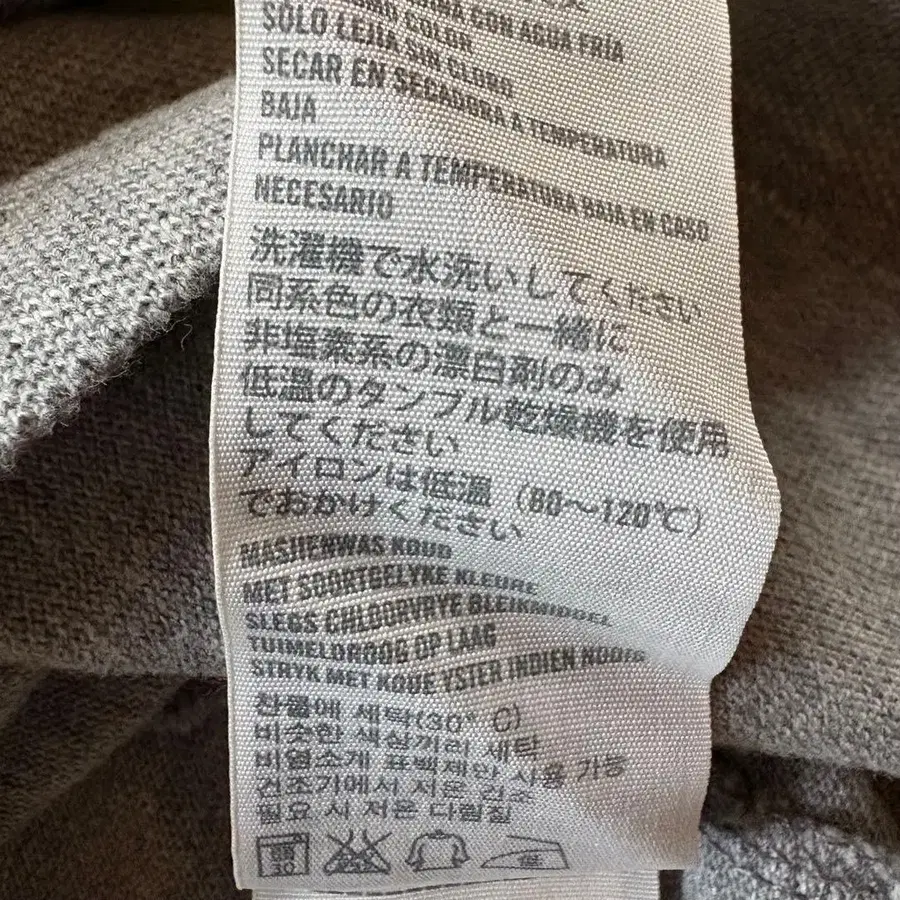 CON AGUA FRÍA
COLOR
SÓLO LEJÍA SIN CLORO
SECAR EN SECADORA A TEMPERATURA
BAJA
PLANCHAR A TEMPERATURA BAJA EN CASO
NECESARIO
洗濯機で水洗いしてください
同系色の衣類と一緒に
非塩素系の漂白剤のみ
低温のタンブル乾燥機を使用
してください
アイロンは低温（80～120℃）
でおかけください
MASJIENWAS KOUD
MET SOORTGELYKE KLEURE
SLEGS CHLOORVRYE BLEIKMIDDEL
TUIMELDROOG OP LAAG
STRYK MET KOUE YSTER INDIEN NODIG
찬물에 세탁(30° C)
비슷한 색상끼리 세탁
비염소계 표백제만 사용 가능
건조기에서 저온 건조
필요 시 저온 다림질